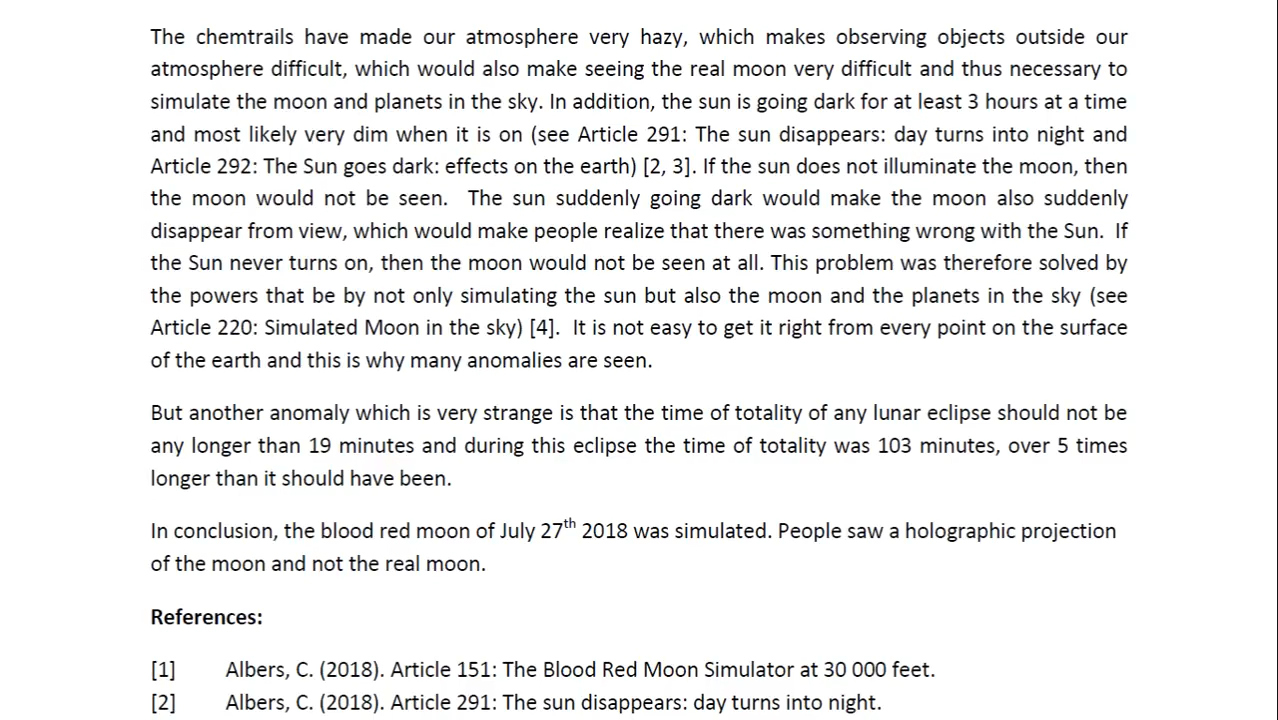 The chemtrails have made our atmosphere very hazy, which makes observing objects outside our
atmosphere difficult, which would also make seeing the real moon very difficult and thus necessary to
simulate the moon and planets in the sky. In addition, the sun is going dark for at least 3 hours at a time
and most likely very dim when it is on (see Article 291: The sun disappears: day turns into night and
Article 292: The Sun goes dark: effects on the earth) [2, 3]. If the sun does not illuminate the moon, then
the moon would not be seen.  The sun suddenly going dark would make the moon also suddenly
disappear from view, which would make people realize that there was something wrong with the Sun.  If
the Sun never turns on, then the moon would not be seen at all. This problem was therefore solved by
the powers that be by not only simulating the sun but also the moon and the planets in the sky (see
Article 220: Simulated Moon in the sky) [4].  It is not easy to get it right from every point on the surface
of the earth and this is why many anomalies are seen.
But another anomaly which is very strange is that the time of totality of any lunar eclipse should not be
any longer than 19 minutes and during this eclipse the time of totality was 103 minutes, over 5 times
longer than it should have been.
In conclusion, the blood red moon of July 27th 2018 was simulated. People saw a holographic projection
of the moon and not the real moon.
References:
[1] Albers, C. (2018). Article 151: The Blood Red Moon Simulator at 30 000 feet.
[2] Albers, C. (2018). Article 291: The sun disappears: day turns into night.